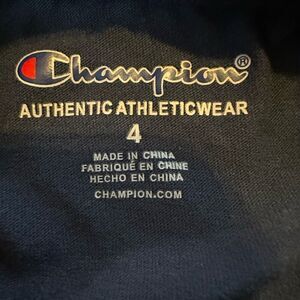 Champion®
AUTHENTIC ATHLETICWEAR
4
MADE IN CHINA
FABRIQUÉ EN CHINE
HECHO EN CHINA
CHAMPION.COM